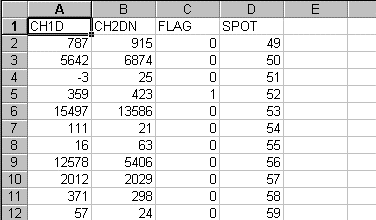 A B C D E
1 CH1D CH2DN FLAG SPOT
2 787 915 0 49
3 5642 6874 0 50
4 -3 25 0 51
5 359 423 1 52
6 15497 13586 0 53
7 111 21 0 54
8 16 63 0 55
9 12578 5406 0 56
10 2012 2029 0 57
11 371 298 0 58
12 57 24 0 59